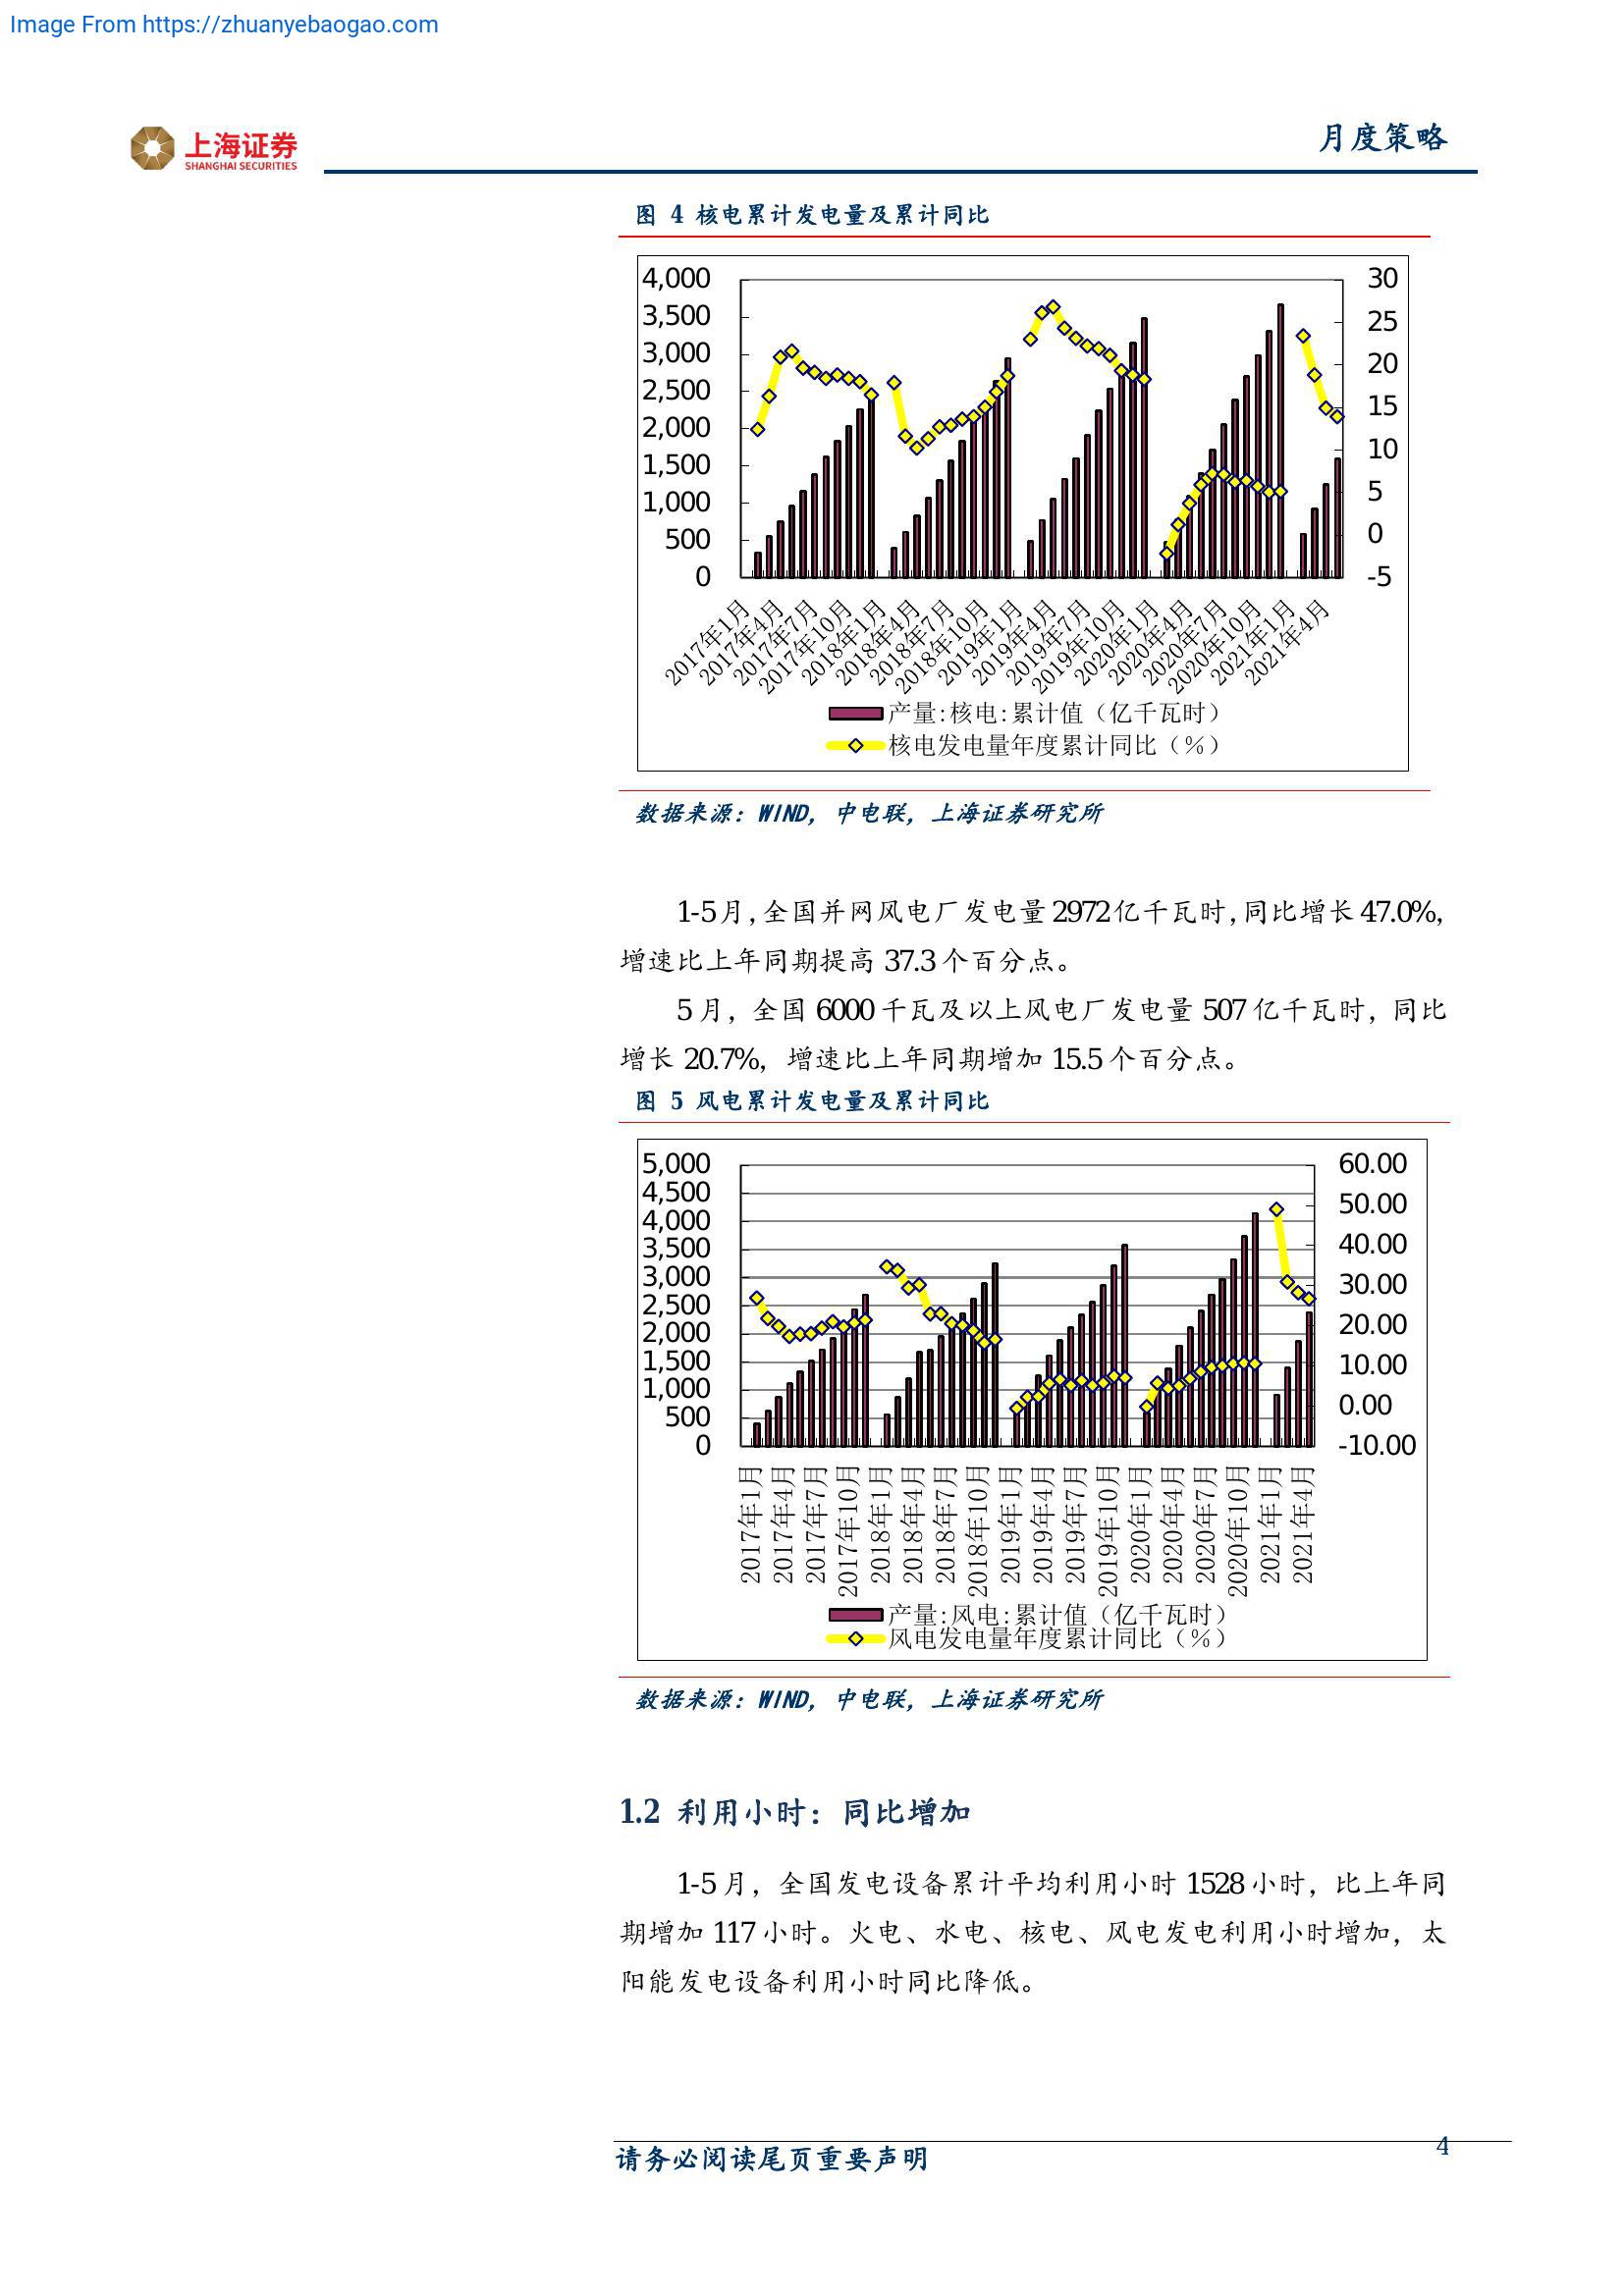 Image From https://zhuanyebaogao.com
上海证券
SHANGHAI SECURITIES
月度策略
图 4 核电累计发电量及累计同比
4,000
3,500
3,000
2,500
2,000
1,500
1,000
500
0
30
25
20
15
10
5
0
-5
2017年1月
2017年4月
2017年7月
2017年10月
2018年1月
2018年4月
2018年7月
2018年10月
2019年1月
2019年4月
2019年7月
2019年10月
2020年1月
2020年4月
2020年7月
2020年10月
2021年1月
2021年4月
产量:核电:累计值（亿千瓦时）
核电发电量年度累计同比（％）
数据来源：WIND，中电联，上海证券研究所
1-5月，全国并网风电厂发电量 2972亿千瓦时，同比增长 47.0%，
增速比上年同期提高 37.3 个百分点。
5 月，全国 6000 千瓦及以上风电厂发电量 507 亿千瓦时，同比
增长 20.7%，增速比上年同期增加 15.5 个百分点。
图 5 风电累计发电量及累计同比
5,000
4,500
4,000
3,500
3,000
2,500
2,000
1,500
1,000
500
0
60.00
50.00
40.00
30.00
20.00
10.00
0.00
-10.00
2017年1月
2017年4月
2017年7月
2017年10月
2018年1月
2018年4月
2018年7月
2018年10月
2019年1月
2019年4月
2019年7月
2019年10月
2020年1月
2020年4月
2020年7月
2020年10月
2021年1月
2021年4月
产量:风电:累计值（亿千瓦时）
风电发电量年度累计同比（％）
数据来源：WIND，中电联，上海证券研究所
1.2 利用小时：同比增加
1-5 月，全国发电设备累计平均利用小时 1528 小时，比上年同
期增加 117 小时。火电、水电、核电、风电发电利用小时增加，太
阳能发电设备利用小时同比降低。
请务必阅读尾页重要声明
4